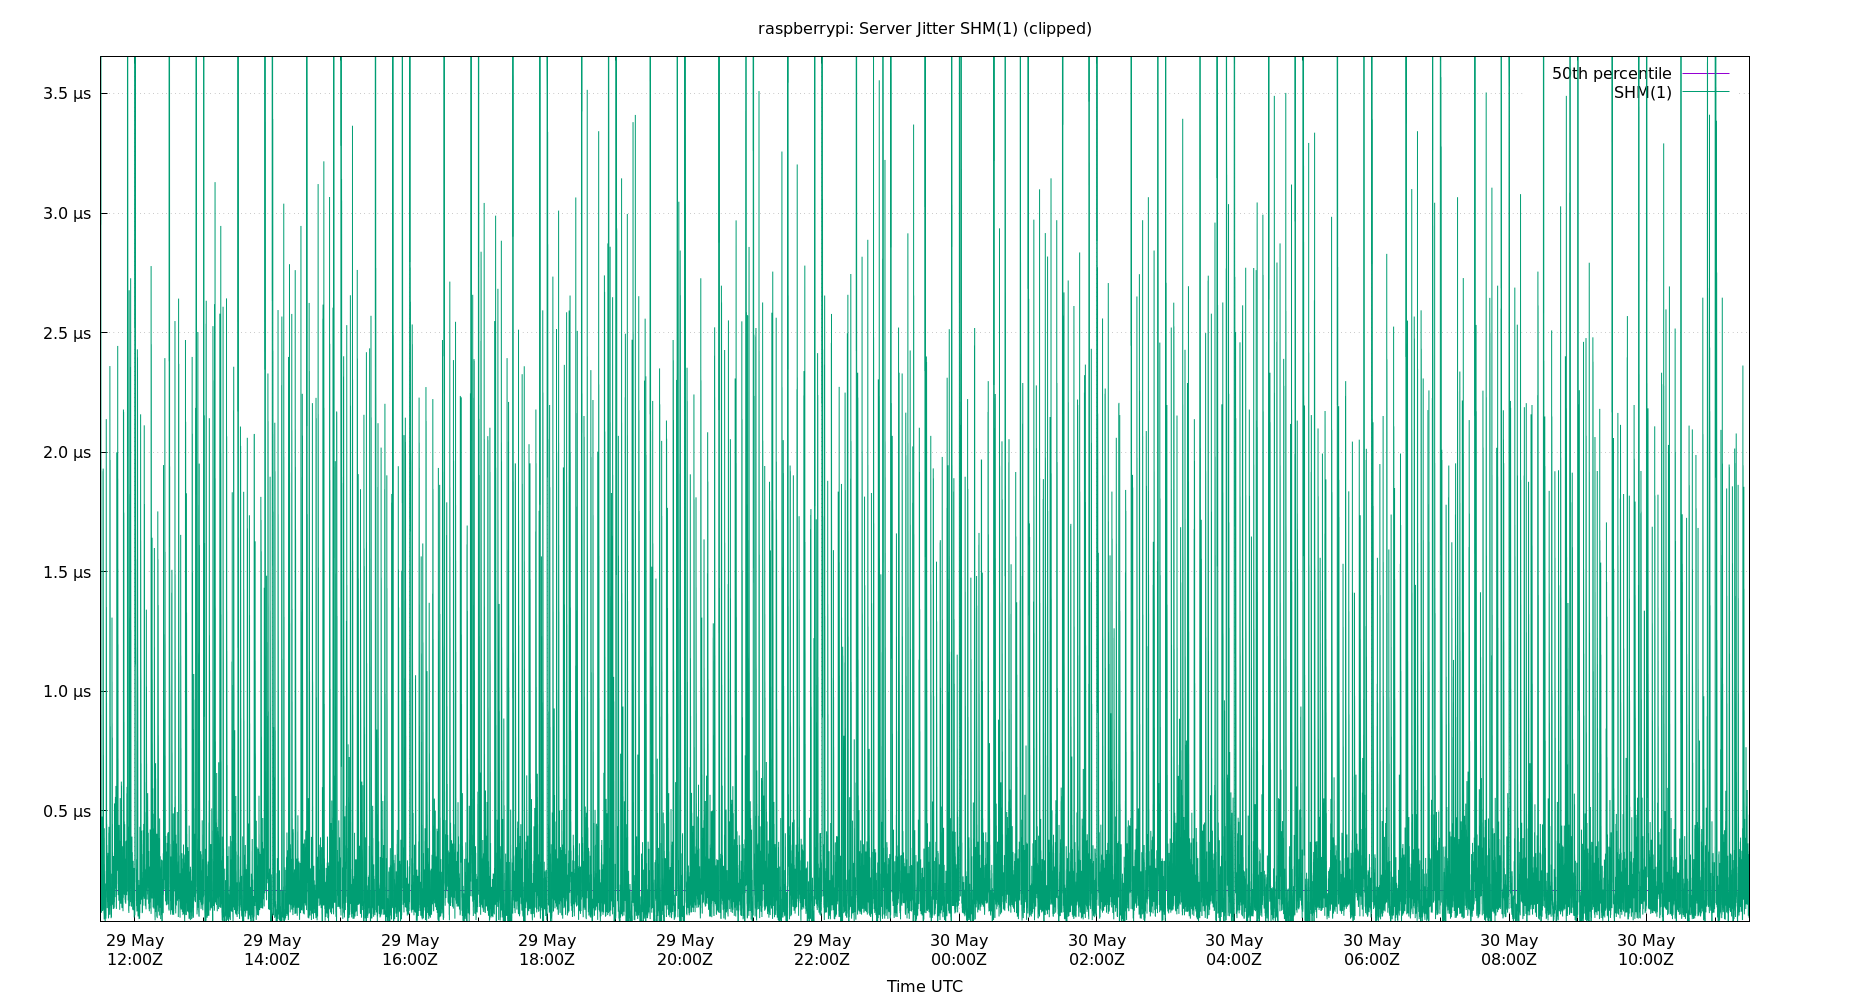 raspberrypi: Server Jitter SHM(1) (clipped)
50th percentile
SHM(1)
3.5 µs
3.0 µs
2.5 µs
2.0 µs
1.5 µs
1.0 µs
0.5 µs
29 May 29 May 29 May 29 May 29 May 29 May 30 May 30 May 30 May 30 May 30 May 30 May
12:00Z 14:00Z 16:00Z 18:00Z 20:00Z 22:00Z 00:00Z 02:00Z 04:00Z 06:00Z 08:00Z 10:00Z
Time UTC